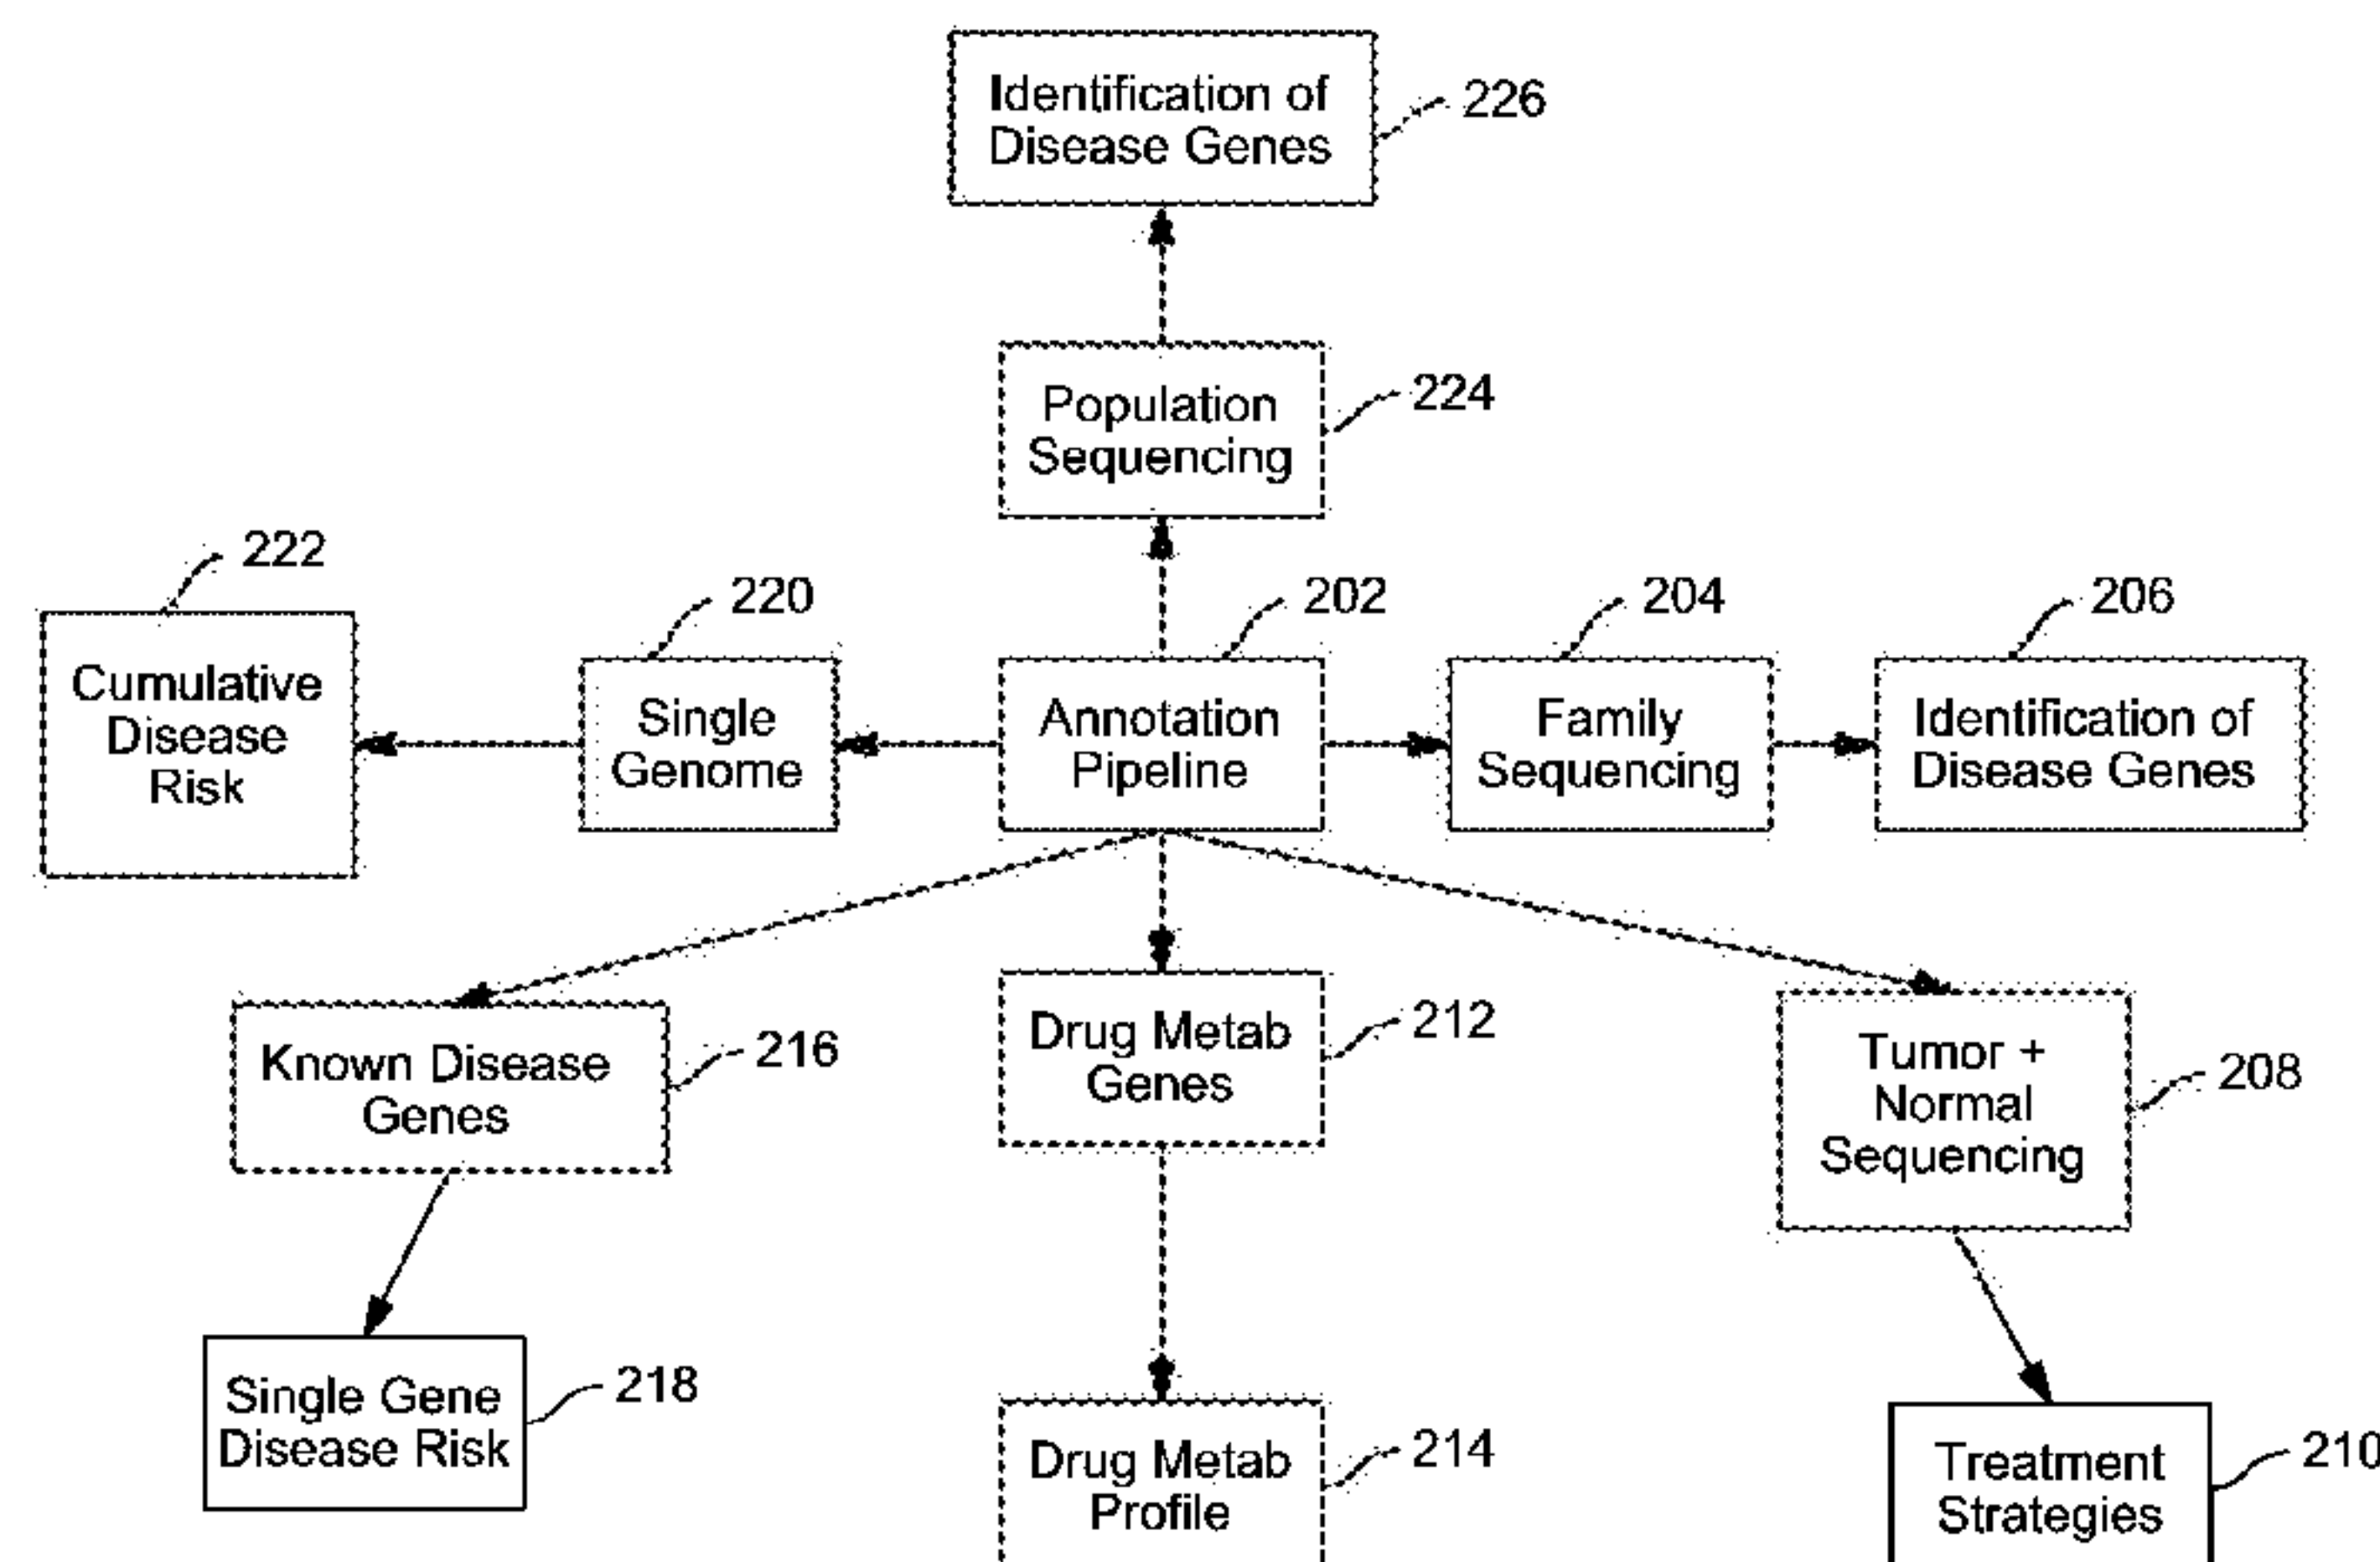 Identification of
Disease Genes
226
Population
Sequencing
224
222
220
202
204
206
Cumulative
Disease
Risk
Single
Genome
Annotation
Pipeline
Family
Sequencing
Identification of
Disease Genes
Known Disease
Genes
216
Drug Metab
Genes
212
Tumor +
Normal
Sequencing
208
Single Gene
Disease Risk
218
Drug Metab
Profile
214
Treatment
Strategies
210